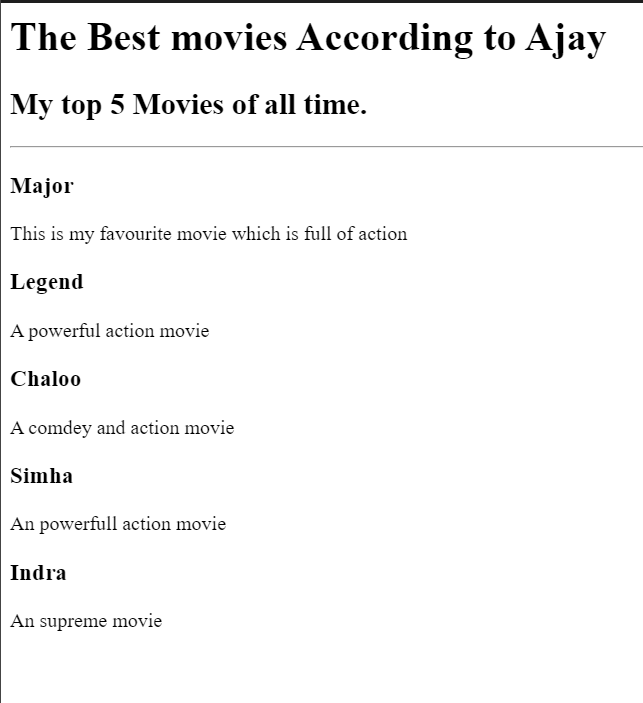 The Best movies According to Ajay
My top 5 Movies of all time.
Major
This is my favourite movie which is full of action
Legend
A powerful action movie
Chaloo
A comdey and action movie
Simha
An powerfull action movie
Indra
An supreme movie